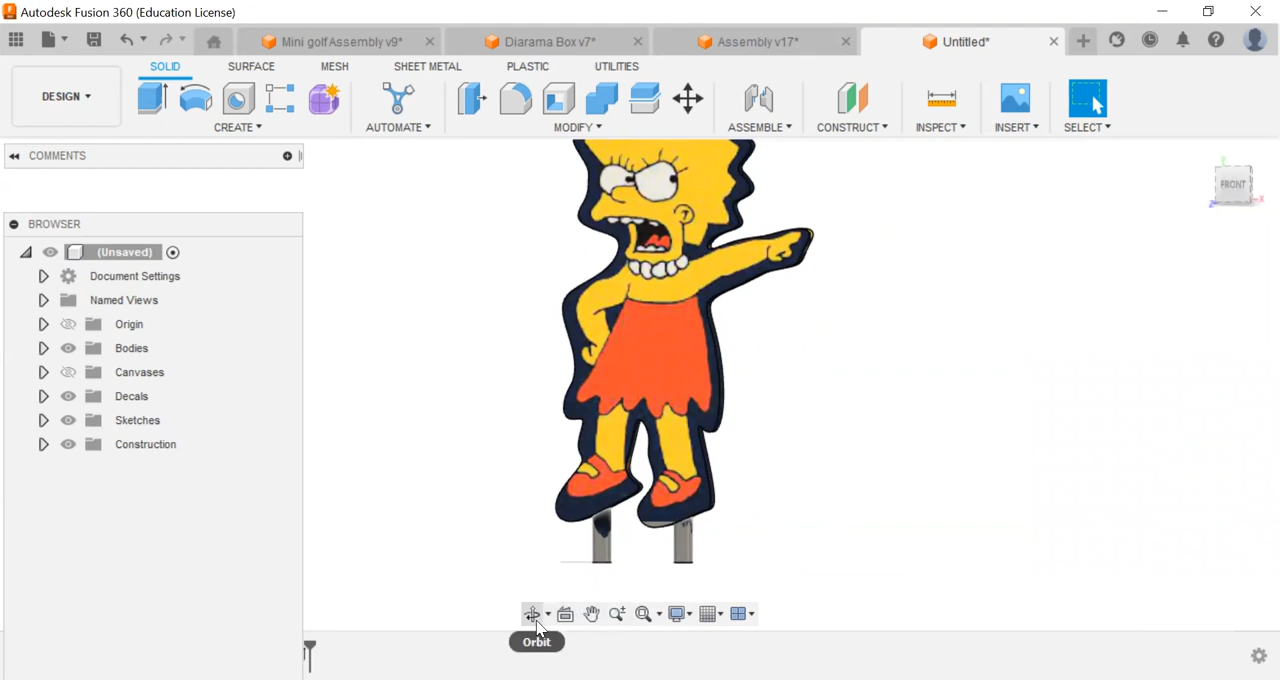 Autodesk Fusion 360 (Education License)
Mini golf Assembly v9*
Diarama Box v7*
Assembly v17*
Untitled*
DESIGN
SOLID
SURFACE
MESH
SHEET METAL
PLASTIC
UTILITIES
CREATE
AUTOMATE
MODIFY
ASSEMBLE
CONSTRUCT
INSPECT
INSERT
SELECT
COMMENTS
BROWSER
(Unsaved)
Document Settings
Named Views
Origin
Bodies
Canvases
Decals
Sketches
Construction
FRONT
Y
Z
X
Orbit